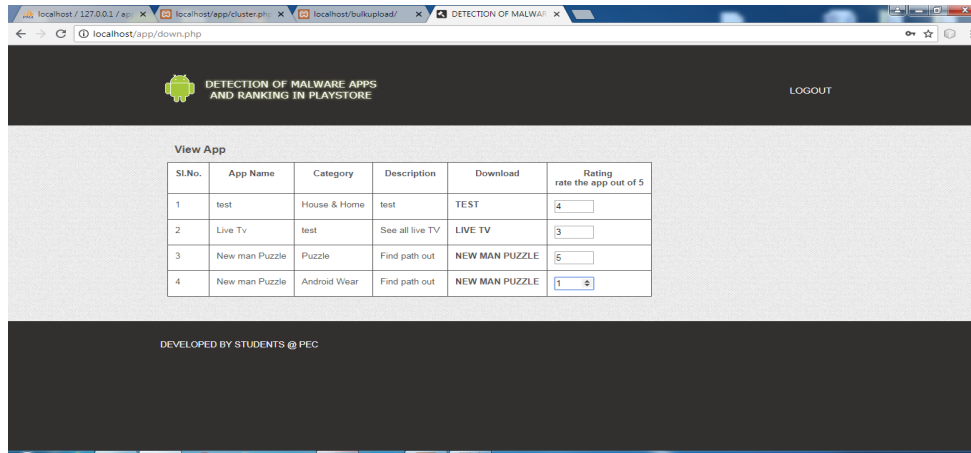 localhost / 127.0.0.1 / app
localhost/app/cluster.php
localhost/bulkupload/
DETECTION OF MALWAR
localhost/app/down.php
DETECTION OF MALWARE APPS
AND RANKING IN PLAYSTORE
LOGOUT
View App
Sl.No. App Name Category Description Download Rating
rate the app out of 5
1 test House & Home test TEST 4
2 Live Tv test See all live TV LIVE TV 3
3 New man Puzzle Puzzle Find path out NEW MAN PUZZLE 5
4 New man Puzzle Android Wear Find path out NEW MAN PUZZLE 1
DEVELOPED BY STUDENTS @ PEC